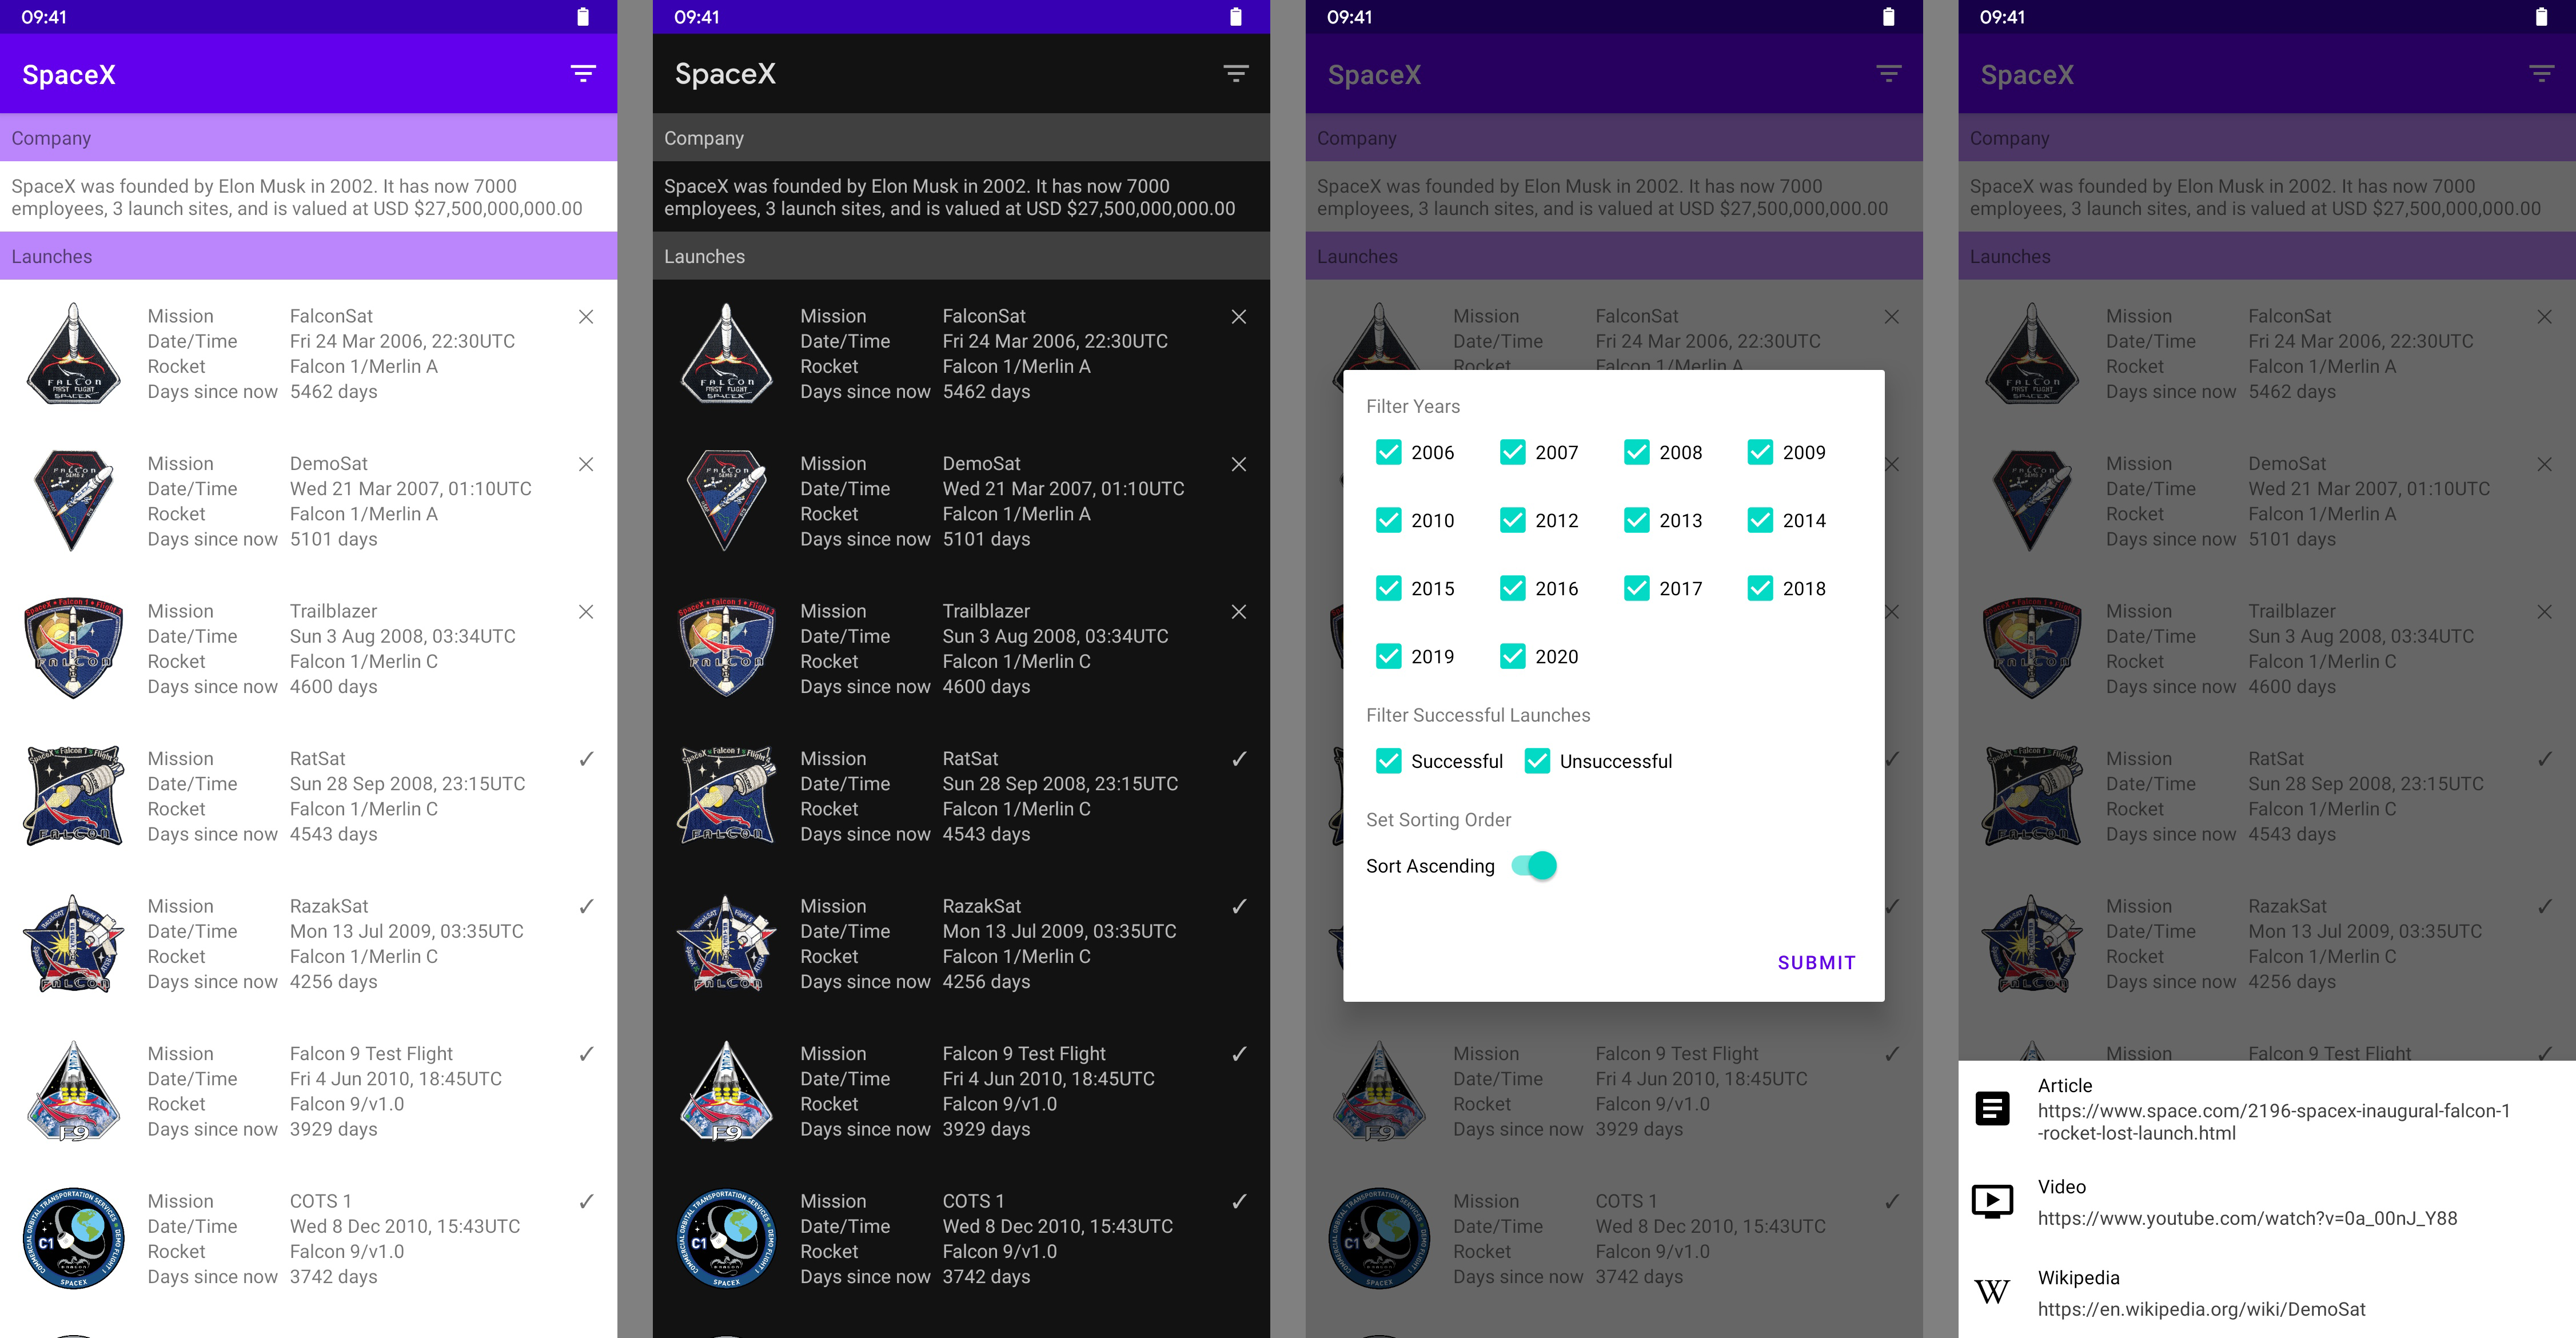 09:41
SpaceX
Company
SpaceX was founded by Elon Musk in 2002. It has now 7000
employees, 3 launch sites, and is valued at USD $27,500,000,000.00
Launches
FALCON
FIRST FLIGHT
SPACEX
Mission FalconSat
Date/Time Fri 24 Mar 2006, 22:30UTC
Rocket Falcon 1/Merlin A
Days since now 5462 days
Mission DemoSat
Date/Time Wed 21 Mar 2007, 01:10UTC
Rocket Falcon 1/Merlin A
Days since now 5101 days
Mission Trailblazer
Date/Time Sun 3 Aug 2008, 03:34UTC
Rocket Falcon 1/Merlin C
Days since now 4600 days
Mission RatSat
Date/Time Sun 28 Sep 2008, 23:15UTC
Rocket Falcon 1/Merlin C
Days since now 4543 days
Mission RazakSat
Date/Time Mon 13 Jul 2009, 03:35UTC
Rocket Falcon 1/Merlin C
Days since now 4256 days
F9
Mission Falcon 9 Test Flight
Date/Time Fri 4 Jun 2010, 18:45UTC
Rocket Falcon 9/v1.0
Days since now 3929 days
C1
SPACEX
Mission COTS 1
Date/Time Wed 8 Dec 2010, 15:43UTC
Rocket Falcon 9/v1.0
Days since now 3742 days
09:41
SpaceX
Company
SpaceX was founded by Elon Musk in 2002. It has now 7000
employees, 3 launch sites, and is valued at USD $27,500,000,000.00
Launches
FALCON
FIRST FLIGHT
SPACEX
Mission FalconSat
Date/Time Fri 24 Mar 2006, 22:30UTC
Rocket Falcon 1/Merlin A
Days since now 5462 days
Mission DemoSat
Date/Time Wed 21 Mar 2007, 01:10UTC
Rocket Falcon 1/Merlin A
Days since now 5101 days
Mission Trailblazer
Date/Time Sun 3 Aug 2008, 03:34UTC
Rocket Falcon 1/Merlin C
Days since now 4600 days
Mission RatSat
Date/Time Sun 28 Sep 2008, 23:15UTC
Rocket Falcon 1/Merlin C
Days since now 4543 days
Mission RazakSat
Date/Time Mon 13 Jul 2009, 03:35UTC
Rocket Falcon 1/Merlin C
Days since now 4256 days
F9
Mission Falcon 9 Test Flight
Date/Time Fri 4 Jun 2010, 18:45UTC
Rocket Falcon 9/v1.0
Days since now 3929 days
C1
SPACEX
Mission COTS 1
Date/Time Wed 8 Dec 2010, 15:43UTC
Rocket Falcon 9/v1.0
Days since now 3742 days
09:41
SpaceX
Company
SpaceX was founded by Elon Musk in 2002. It has now 7000
employees, 3 launch sites, and is valued at USD $27,500,000,000.00
Launches
Mission FalconSat
Date/Time Fri 24 Mar 2006, 22:30UTC
Rocket Falcon 1/Merlin A
Filter Years
2006 2007 2008 2009
2010 2012 2013 2014
2015 2016 2017 2018
2019 2020
Filter Successful Launches
Successful Unsuccessful
Set Sorting Order
Sort Ascending
SUBMIT
F9
Mission Falcon 9 Test Flight
Date/Time Fri 4 Jun 2010, 18:45UTC
Rocket Falcon 9/v1.0
Days since now 3929 days
C1
SPACEX
Mission COTS 1
Date/Time Wed 8 Dec 2010, 15:43UTC
Rocket Falcon 9/v1.0
Days since now 3742 days
09:41
SpaceX
Company
SpaceX was founded by Elon Musk in 2002. It has now 7000
employees, 3 launch sites, and is valued at USD $27,500,000,000.00
Launches
FALCON
FIRST FLIGHT
SPACEX
Mission FalconSat
Date/Time Fri 24 Mar 2006, 22:30UTC
Rocket Falcon 1/Merlin A
Days since now 5462 days
Mission DemoSat
Date/Time Wed 21 Mar 2007, 01:10UTC
Rocket Falcon 1/Merlin A
Days since now 5101 days
Mission Trailblazer
Date/Time Sun 3 Aug 2008, 03:34UTC
Rocket Falcon 1/Merlin C
Days since now 4600 days
Mission RatSat
Date/Time Sun 28 Sep 2008, 23:15UTC
Rocket Falcon 1/Merlin C
Days since now 4543 days
Mission RazakSat
Date/Time Mon 13 Jul 2009, 03:35UTC
Rocket Falcon 1/Merlin C
Days since now 4256 days
Mission Falcon 9 Test Flight
Article
https://www.space.com/2196-spacex-inaugural-falcon-1
-rocket-lost-launch.html
Video
https://www.youtube.com/watch?v=0a_00nJ_Y88
W Wikipedia
https://en.wikipedia.org/wiki/DemoSat